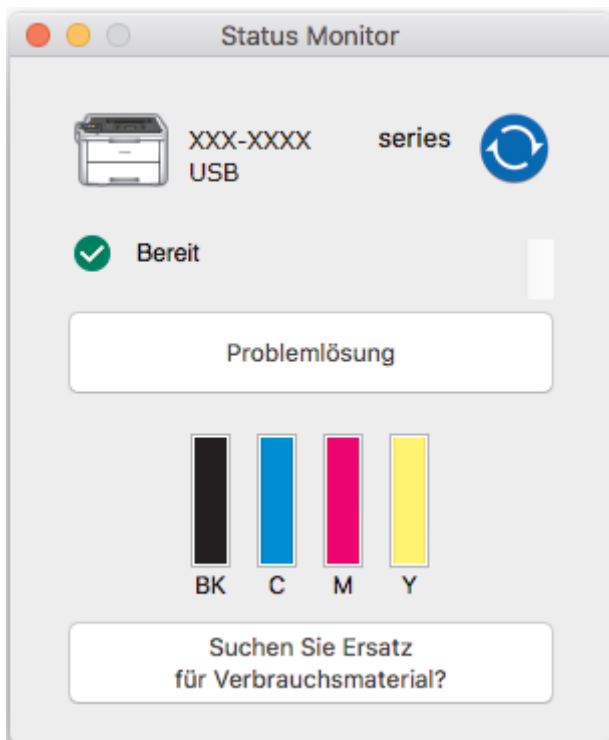 Status Monitor
XXX-XXXX series
USB
Bereit
Problemlösung
BK C M Y
Suchen Sie Ersatz
für Verbrauchsmaterial?